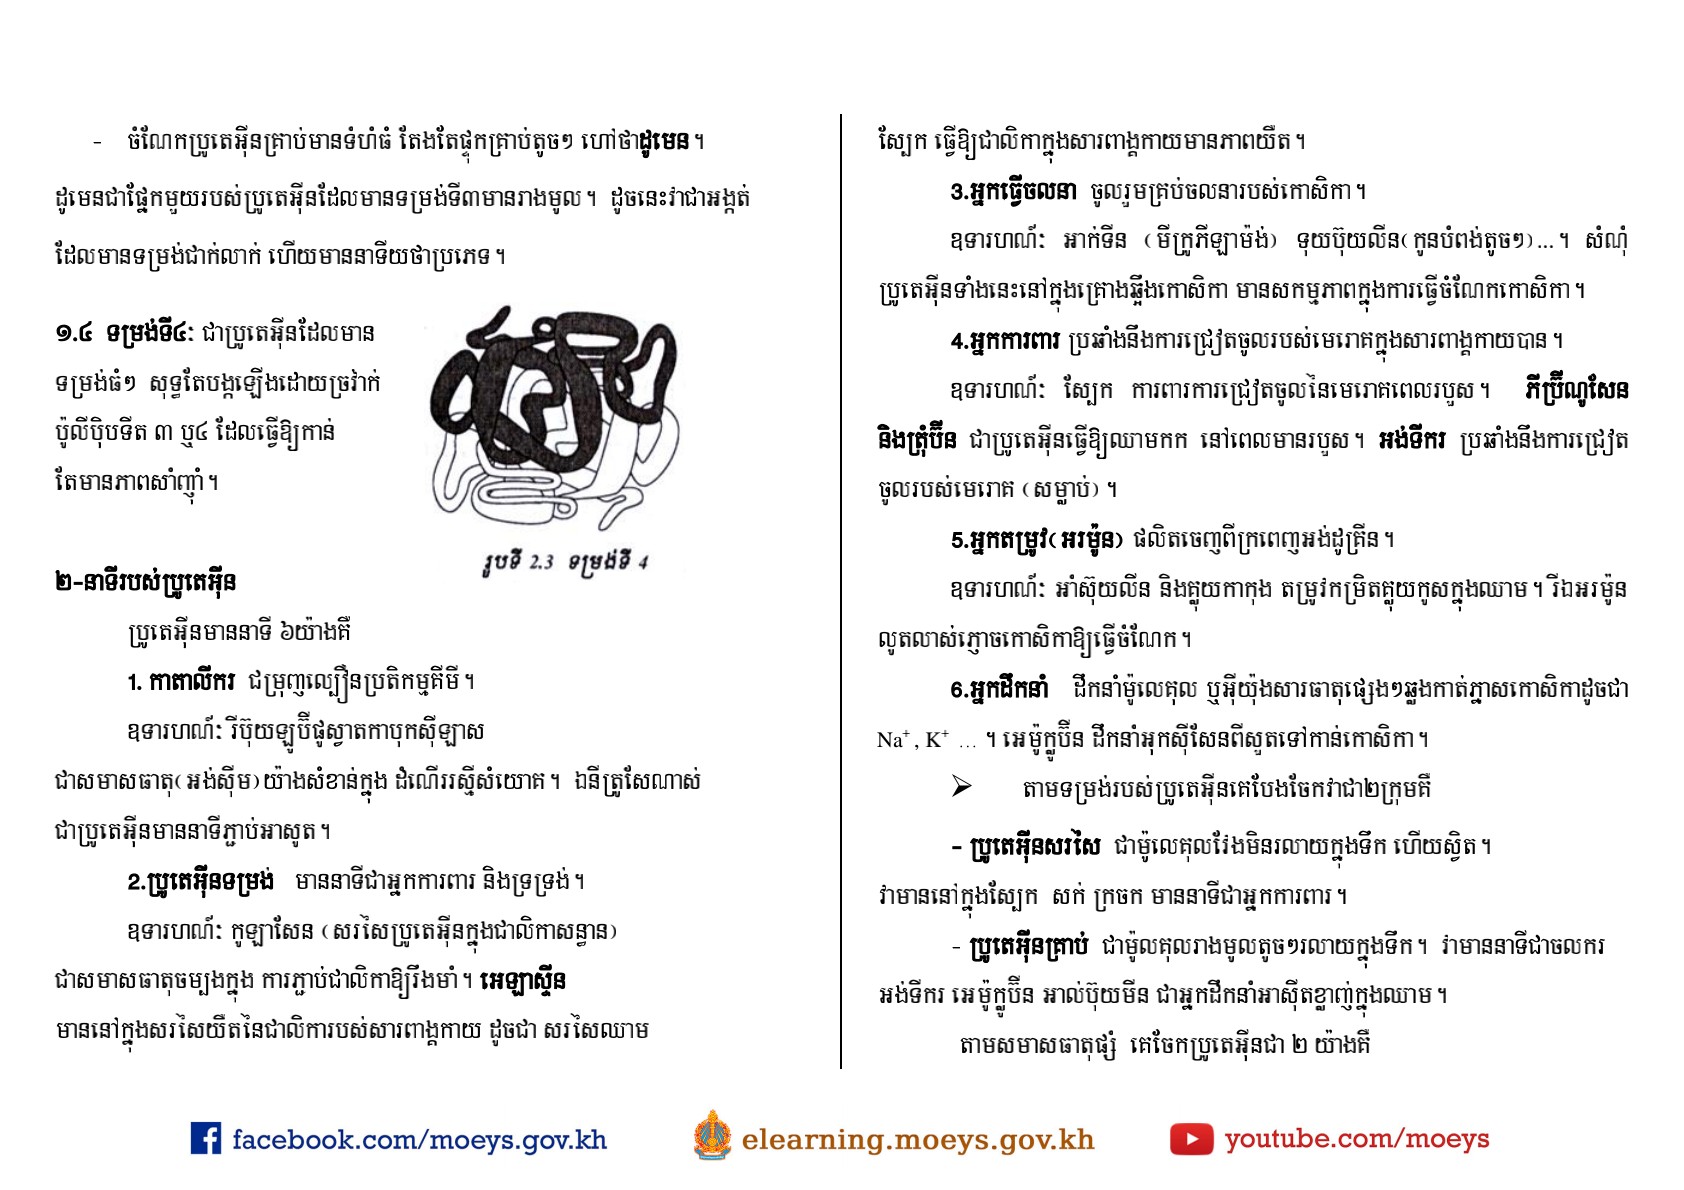 - ចំណែកប្រូតេអ៊ីនគ្រាប់មានទំហំធំ តែងតែផ្ទុកគ្រាប់តូចៗ ហៅថាដូមេន។
ដូមេនជាផ្នែកមួយរបស់ប្រូតេអ៊ីនដែលមានទម្រង់ទី៣មានរាងមូល។ ដូចនេះវាជាអង្កត់
ដែលមានទម្រង់ជាក់លាក់ ហើយមាននាទីយថាប្រភេទ។
១.៤ ទម្រង់ទី៤: ជាប្រូតេអ៊ីនដែលមាន
ទម្រង់ធំៗ សុទ្ធតែបង្កឡើងដោយច្រវ៉ាក់
ប៉ូលីប៉ិបទីត ៣ ឬ៤ ដែលធ្វើឱ្យកាន់
តែមានភាពសាំញ៉ាំ។
រូបទី 2.3 ទម្រង់ទី 4
២-នាទីរបស់ប្រូតេអ៊ីន
ប្រូតេអ៊ីនមាននាទី ៦យ៉ាងគឺ
1. កាតាលីករ ជម្រុញល្បឿនប្រតិកម្មគីមី។
ឧទារហណ៍: រីប៊ុយឡូប៊ីផូស្វាតកាបុកស៊ីឡាស
ជាសមាសធាតុ(អង់ស៊ីម)យ៉ាងសំខាន់ក្នុង ដំណើររស្មីសំយោគ។ ឯនីត្រូសែណាស់
ជាប្រូតេអ៊ីនមាននាទីភ្ជាប់អាសូត។
2.ប្រូតេអ៊ីនទម្រង់ មាននាទីជាអ្នកការពារ និងទ្រទ្រង់។
ឧទារហណ៍: កូឡាសែន (សរសៃប្រូតេអ៊ីនក្នុងជាលិកាសន្ធាន)
ជាសមាសធាតុចម្បងក្នុង ការភ្ជាប់ជាលិកាឱ្យរឹងមាំ។ អេឡាស្ទីន
មាននៅក្នុងសរសៃយឺតនៃជាលិការបស់សារពាង្គកាយ ដូចជា សរសៃឈាម
ស្បែក ធ្វើឱ្យជាលិកាក្នុងសារពាង្គកាយមានភាពយឺត។
3.អ្នកធ្វើចលនា ចូលរួមគ្រប់ចលនារបស់កោសិកា។
ឧទារហណ៍: អាក់ទីន (មីក្រូភីឡាម៉ង់) ទុយប៊ុយលីន(កូនបំពង់តូចៗ)...។ សំណុំ
ប្រូតេអ៊ីនទាំងនេះនៅក្នុងគ្រោងឆ្អឹងកោសិកា មានសកម្មភាពក្នុងការធ្វើចំណែកកោសិកា។
4.អ្នកការពារ ប្រឆាំងនឹងការជ្រៀតចូលរបស់មេរោគក្នុងសារពាង្គកាយបាន។
ឧទារហណ៍: ស្បែក ការពារការជ្រៀតចូលនៃមេរោគពេលរបួស។ ភីប្រ៊ីណូសែន
និងត្រុំប៊ីន ជាប្រូតេអ៊ីនធ្វើឱ្យឈាមកក នៅពេលមានរបួស។ អង់ទីករ ប្រឆាំងនឹងការជ្រៀត
ចូលរបស់មេរោគ (សម្លាប់)។
5.អ្នកតម្រូវ(អរម៉ូន) ផលិតចេញពីក្រពេញអង់ដូគ្រីន។
ឧទារហណ៍: អាំស៊ុយលីន និងគ្លុយកាកុង តម្រូវកម្រិតគ្លុយកូសក្នុងឈាម។ រីឯអរម៉ូន
លូតលាស់ភ្ញោចកោសិកាឱ្យធ្វើចំណែក។
6.អ្នកដឹកនាំ ដឹកនាំម៉ូលេគុល ឬអ៊ីយ៉ុងសារធាតុផ្សេងៗឆ្លងកាត់ភ្នាសកោសិកាដូចជា
Na⁺, K⁺ ... ។ អេម៉ូក្លូប៊ីន ដឹកនាំអុកស៊ីសែនពីសួតទៅកាន់កោសិកា។
➢ តាមទម្រង់របស់ប្រូតេអ៊ីនគេបែងចែកវាជា២ក្រុមគឺ
- ប្រូតេអ៊ីនសរសៃ ជាម៉ូលេគុលវែងមិនរលាយក្នុងទឹក ហើយស្វិត។
វាមាននៅក្នុងស្បែក សក់ ក្រចក មាននាទីជាអ្នកការពារ។
- ប្រូតេអ៊ីនគ្រាប់ ជាម៉ូលគុលរាងមូលតូចៗរលាយក្នុងទឹក។ វាមាននាទីជាចលករ
អង់ទីករ អេម៉ូក្លូប៊ីន អាល់ប៊ុយមីន ជាអ្នកដឹកនាំអាស៊ីតខ្លាញ់ក្នុងឈាម។
តាមសមាសធាតុផ្សំ គេចែកប្រូតេអ៊ីនជា ២ យ៉ាងគឺ
facebook.com/moeys.gov.kh
elearning.moeys.gov.kh
youtube.com/moeys